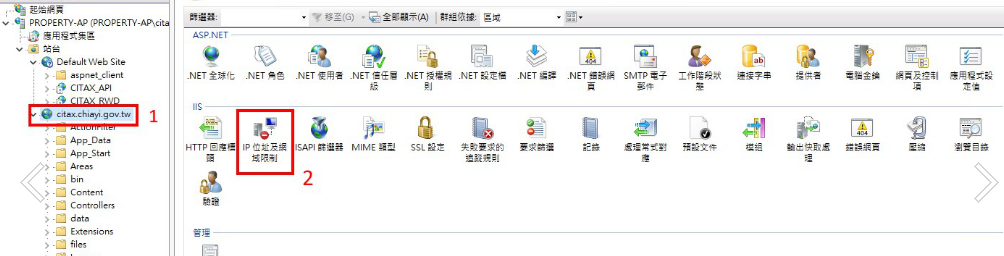 起始網頁
PROPERTY-AP (PROPERTY-AP\cita
應用程式集區
站台
Default Web Site
aspnet_client
CITAX_API
CITAX_RWD
citax.chiayi.gov.tw
1
ActionFilter
App_Data
App_Start
Areas
bin
Content
Controllers
data
Extensions
files
篩選器: 移至(G) 全部顯示(A) 群組依據: 區域
ASP.NET
.NET 全球化 .NET 角色 .NET 使用者 .NET 信任層級 .NET 授權規則 .NET 設定檔 .NET 編譯 .NET 錯誤網頁 SMTP 電子郵件 工作階段狀態 連接字串 提供者 電腦金鑰 網頁及控制項 應用程式設定值
IIS
HTTP 回應標頭 IP 位址及網域限制 ISAPI 篩選器 MIME 類型 SSL 設定 失敗要求的追蹤規則 要求篩選 記錄 處理常式對應 預設文件 模組 輸出快取處理 錯誤網頁 壓縮 瀏覽目錄
2
驗證
管理